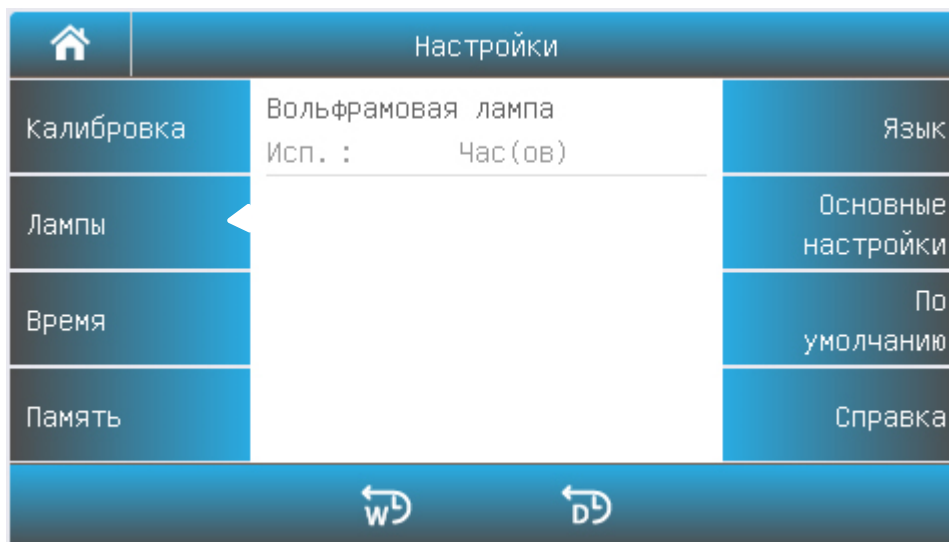 Настройки
Калибровка
Лампы
Время
Память
Вольфрамовая лампа
Исп.: Час(ов)
Язык
Основные
настройки
По
умолчанию
Справка
W
D